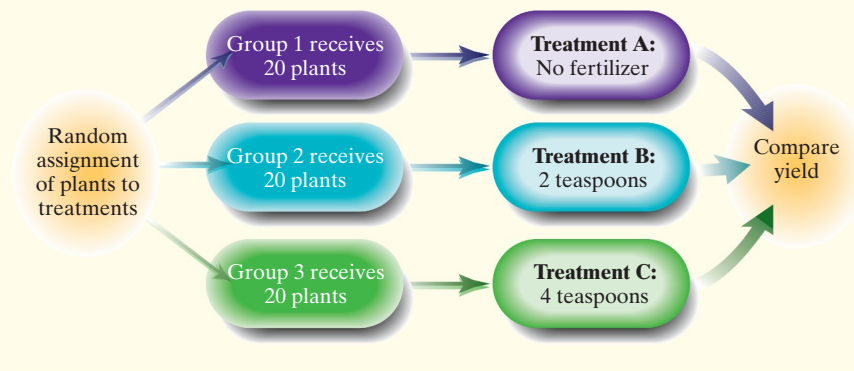 Random
assignment
of plants to
treatments
Group 1 receives
20 plants
Treatment A:
No fertilizer
Group 2 receives
20 plants
Treatment B:
2 teaspoons
Group 3 receives
20 plants
Treatment C:
4 teaspoons
Compare
yield